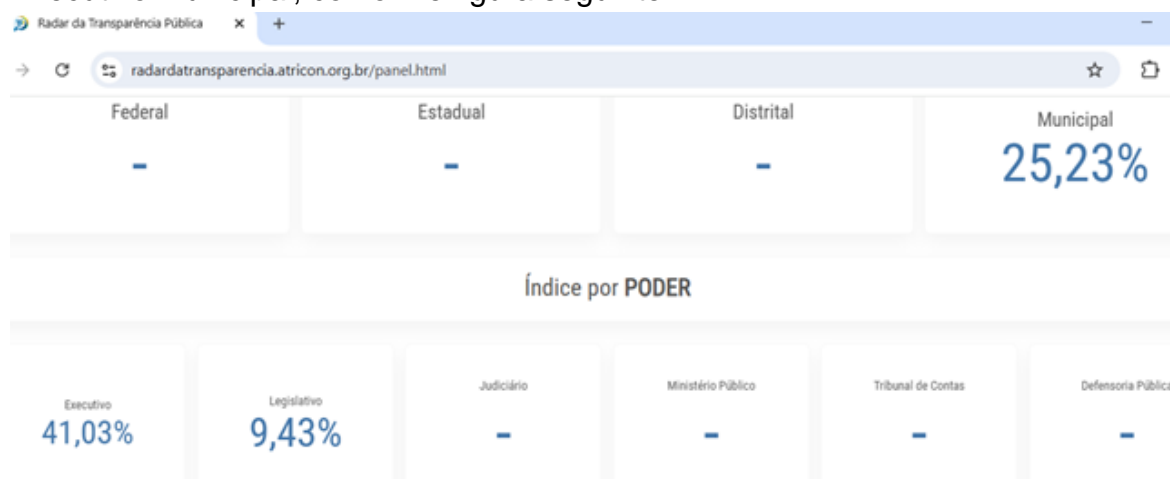 Radar da Transparência Pública
radardatransparencia.atricon.org.br/panel.html
Federal
-
Estadual
-
Distrital
-
Municipal
25,23%
Índice por PODER
Executivo
41,03%
Legislativo
9,43%
Judiciário
-
Ministério Público
-
Tribunal de Contas
-
Defensoria Pública
-